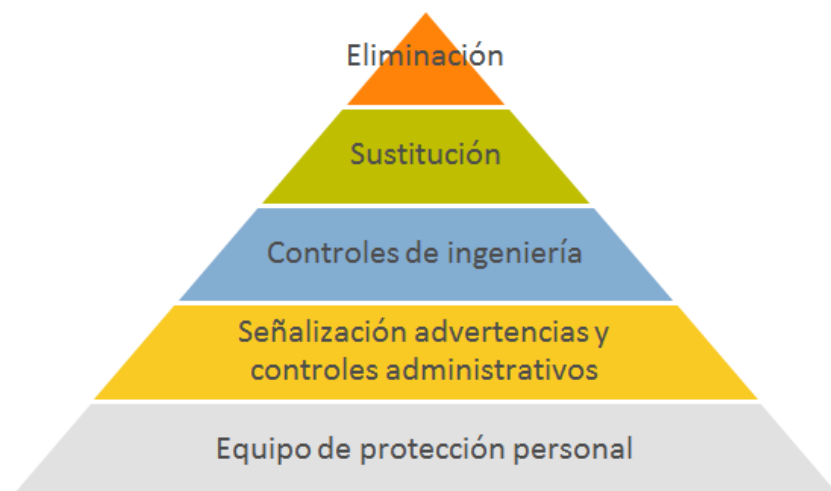 Eliminación
Sustitución
Controles de ingeniería
Señalización advertencias y
controles administrativos
Equipo de protección personal